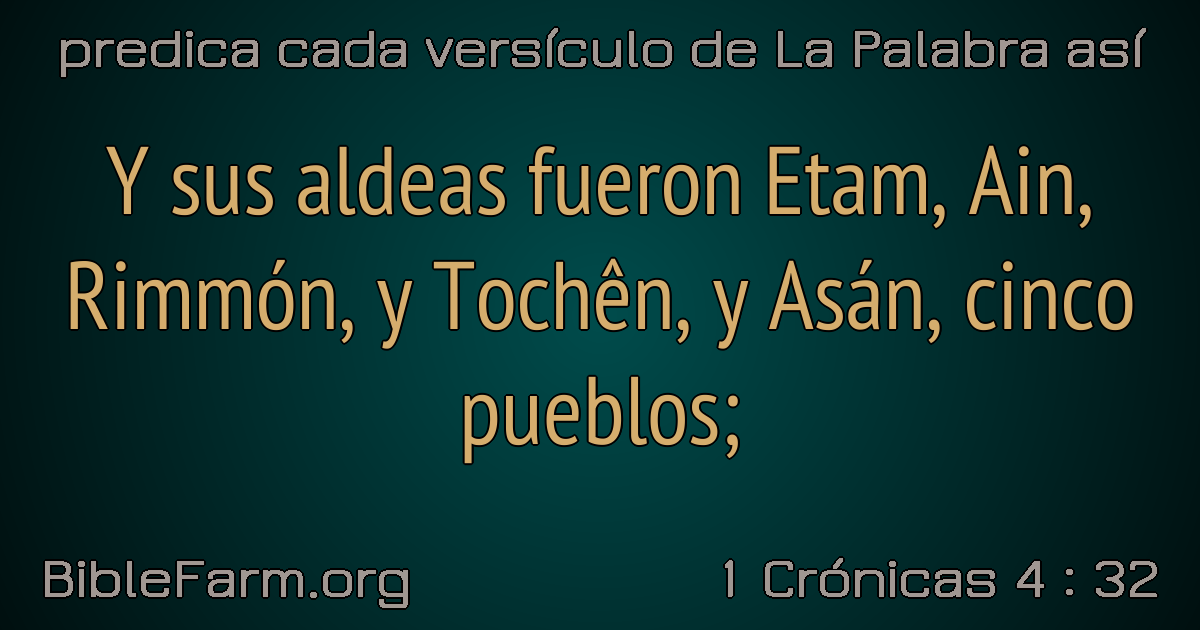 predica cada versículo de La Palabra así
Y sus aldeas fueron Etam, Ain,
Rimmón, y Tochên, y Asán, cinco
pueblos;
BibleFarm.org
1 Crónicas 4 : 32